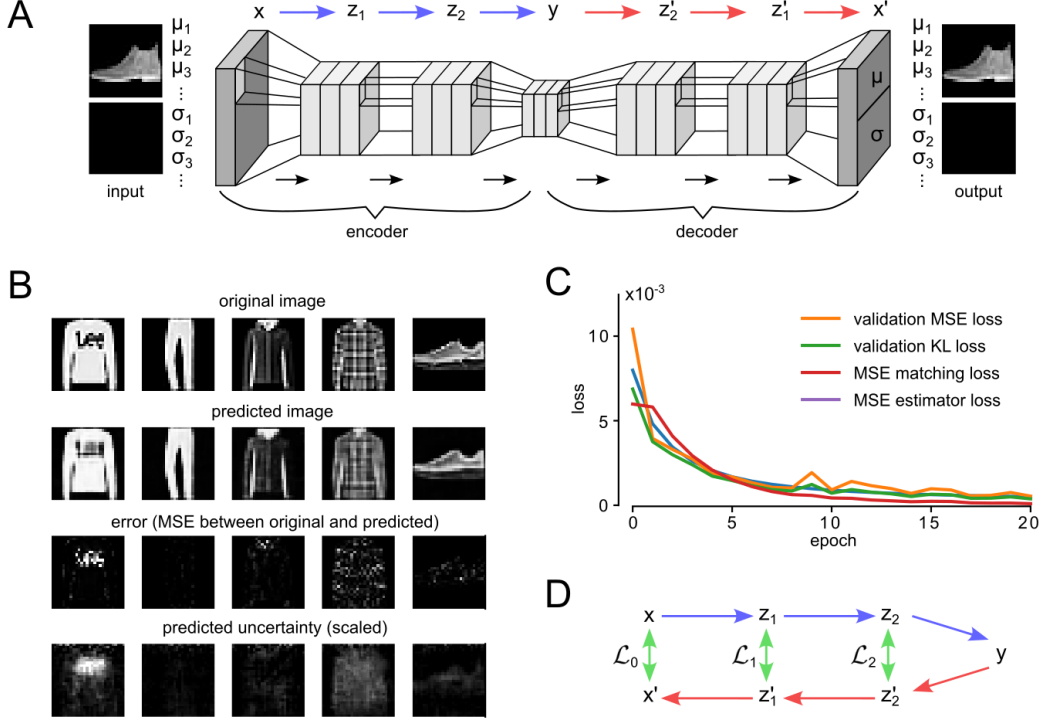 A
x z₁ z₂ y z'₂ z'₁ x'
μ₁
μ₂
μ₃
...
σ₁
σ₂
σ₃
...
input
μ
σ
μ₁
μ₂
μ₃
...
σ₁
σ₂
σ₃
...
output
encoder
decoder
B
original image
Lee
predicted image
error (MSE between original and predicted)
predicted uncertainty (scaled)
C
x10⁻³
10
5
0
loss
validation MSE loss
validation KL loss
MSE matching loss
MSE estimator loss
0 5 10 15 20
epoch
D
x z₁ z₂
y
ℒ₀ ℒ₁ ℒ₂
x' z'₁ z'₂